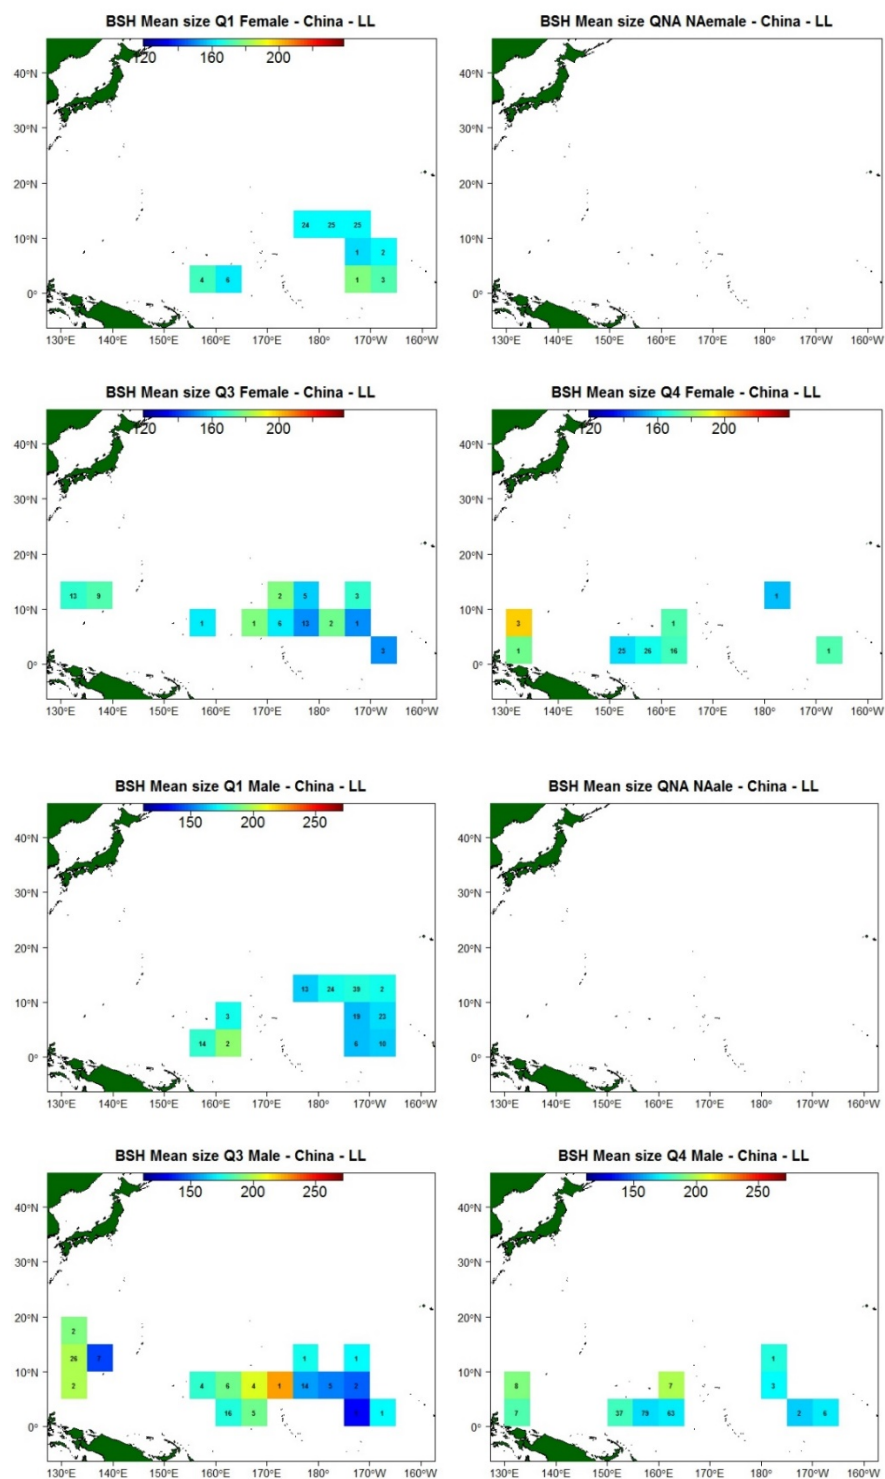 BSH Mean size Q1 Female - China - LL
120 160 200
40°N
30°N
20°N
24 25 25
10°N
1 2
4 6 1 3
0°
130°E 140°E 150°E 160°E 170°E 180°E 170°W 160°W
BSH Mean size QNA NAemale - China - LL
40°N
30°N
20°N
10°N
0°
130°E 140°E 150°E 160°E 170°E 180°E 170°W 160°W
BSH Mean size Q3 Female - China - LL
120 160 200
40°N
30°N
20°N
13 9 2 5 3
10°N
1 1 6 13 2 1
3
0°
130°E 140°E 150°E 160°E 170°E 180°E 170°W 160°W
BSH Mean size Q4 Female - China - LL
120 160 200
40°N
30°N
20°N
1
10°N
3 1
1 25 26 16 1
0°
130°E 140°E 150°E 160°E 170°E 180°E 170°W 160°W
BSH Mean size Q1 Male - China - LL
150 200 250
40°N
30°N
20°N
13 24 39 2
10°N
3 19 23
14 2 6 10
0°
130°E 140°E 150°E 160°E 170°E 180°E 170°W 160°W
BSH Mean size QNA NAale - China - LL
40°N
30°N
20°N
10°N
0°
130°E 140°E 150°E 160°E 170°E 180°E 170°W 160°W
BSH Mean size Q3 Male - China - LL
150 200 250
40°N
30°N
20°N
2
26 7 1 1
10°N
2 4 6 4 1 14 5 2
16 5 1
0°
130°E 140°E 150°E 160°E 170°E 180°E 170°W 160°W
BSH Mean size Q4 Male - China - LL
150 200 250
40°N
30°N
20°N
1
10°N
8 7 3
7 37 79 63 2 6
0°
130°E 140°E 150°E 160°E 170°E 180°E 170°W 160°W